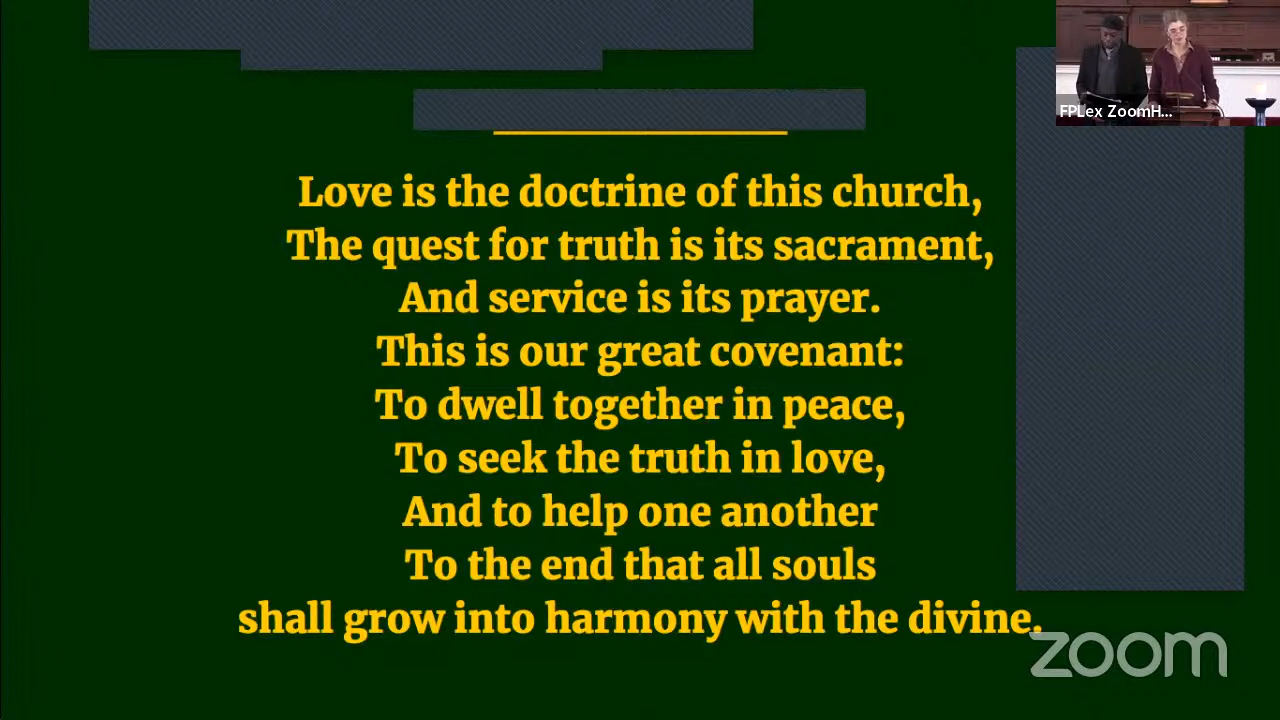 FPLex ZoomH...
Love is the doctrine of this church,
The quest for truth is its sacrament,
And service is its prayer.
This is our great covenant:
To dwell together in peace,
To seek the truth in love,
And to help one another
To the end that all souls
shall grow into harmony with the divine.
zoom